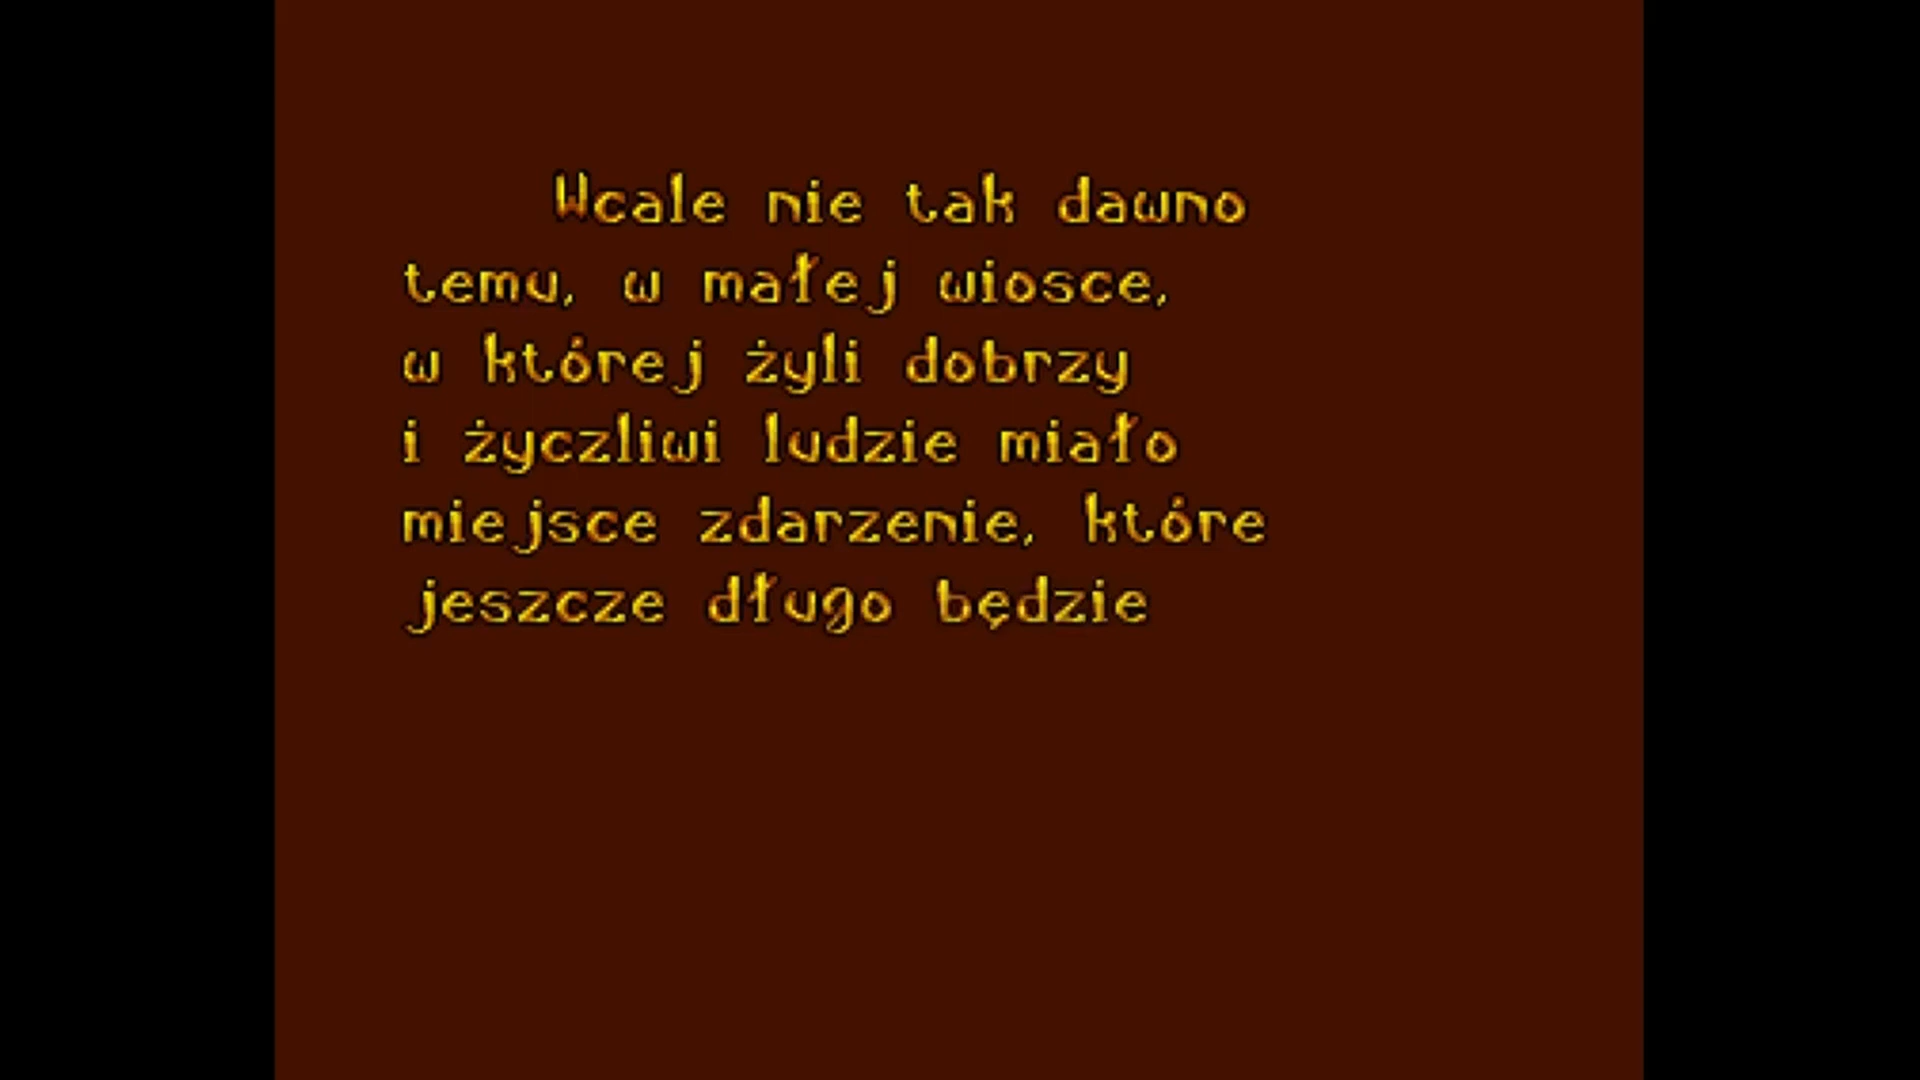 Wcale nie tak dawno
temu, w małej wiosce,
w której żyli dobrzy
i życzliwi ludzie miało
miejsce zdarzenie, które
jeszcze długo będzie